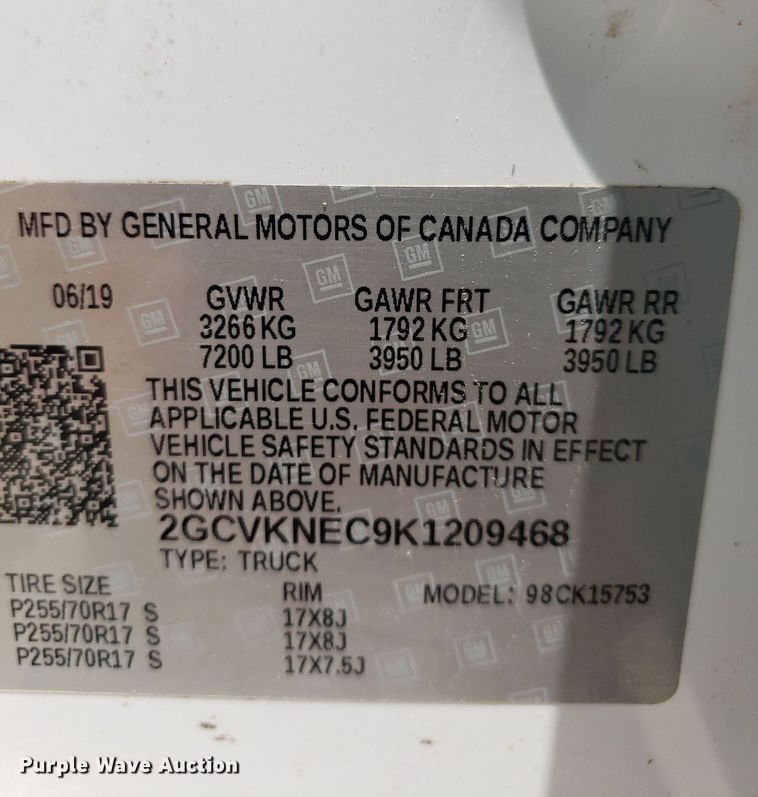 MFD BY GENERAL MOTORS OF CANADA COMPANY
06/19 GVWR GAWR FRT GAWR RR
3266 KG 1792 KG 1792 KG
7200 LB 3950 LB 3950 LB
THIS VEHICLE CONFORMS TO ALL
APPLICABLE U.S. FEDERAL MOTOR
VEHICLE SAFETY STANDARDS IN EFFECT
ON THE DATE OF MANUFACTURE
SHOWN ABOVE.
2GCVKNEC9K1209468
TYPE: TRUCK
TIRE SIZE RIM MODEL: 98CK15753
P255/70R17 S 17X8J
P255/70R17 S 17X8J
P255/70R17 S 17X7.5J
GM
Purple Wave Auction